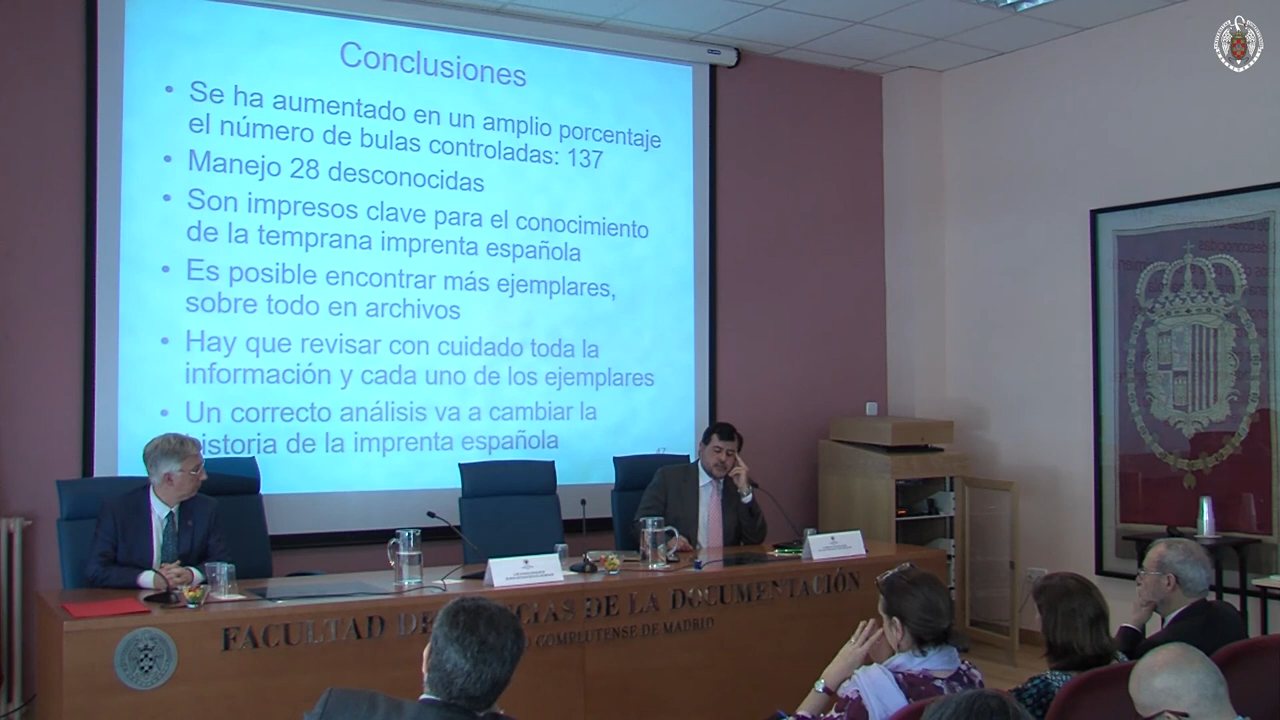 Conclusiones
• Se ha aumentado en un amplio porcentaje
el número de bulas controladas: 137
• Manejo 28 desconocidas
• Son impresos clave para el conocimiento
de la temprana imprenta española
• Es posible encontrar más ejemplares,
sobre todo en archivos
• Hay que revisar con cuidado toda la
información y cada uno de los ejemplares
• Un correcto análisis va a cambiar la
historia de la imprenta española
47
FACULTAD DE CIENCIAS DE LA DOCUMENTACIÓN
COMPLUTENSE DE MADRID